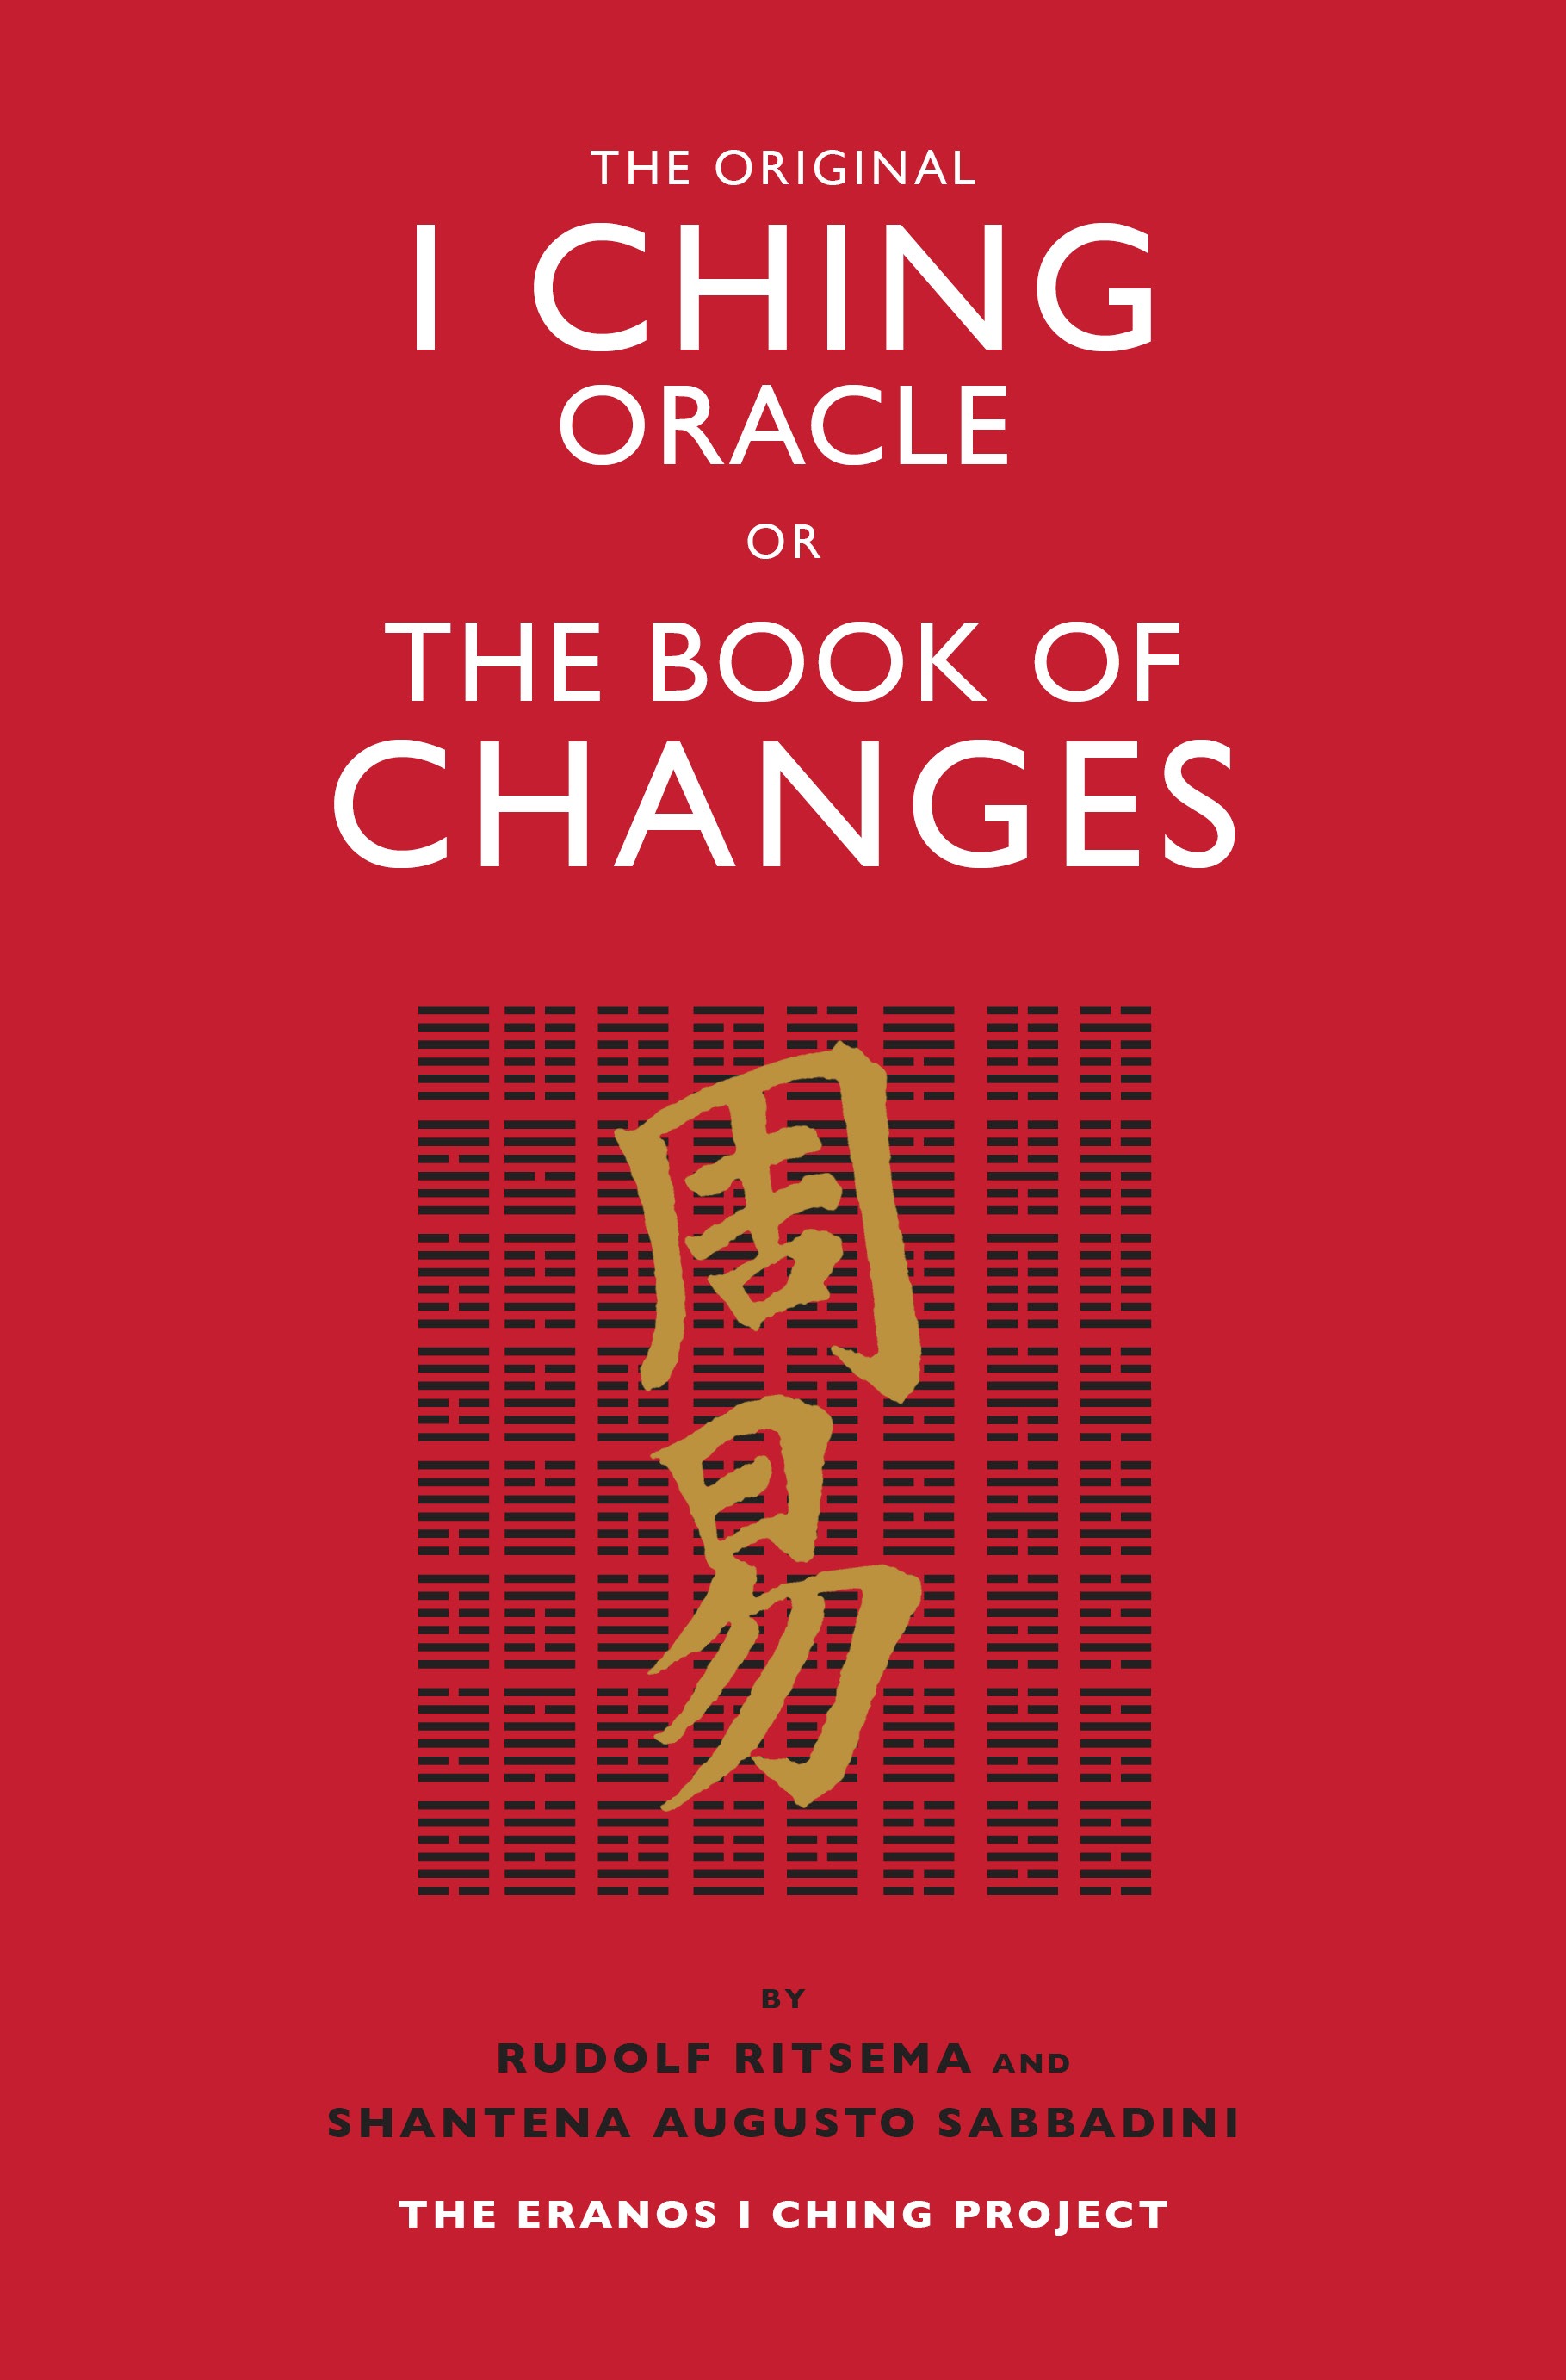 THE ORIGINAL
I CHING
ORACLE
OR
THE BOOK OF
CHANGES
周
易
BY
RUDOLF RITSEMA AND
SHANTENA AUGUSTO SABBADINI
THE ERANOS I CHING PROJECT